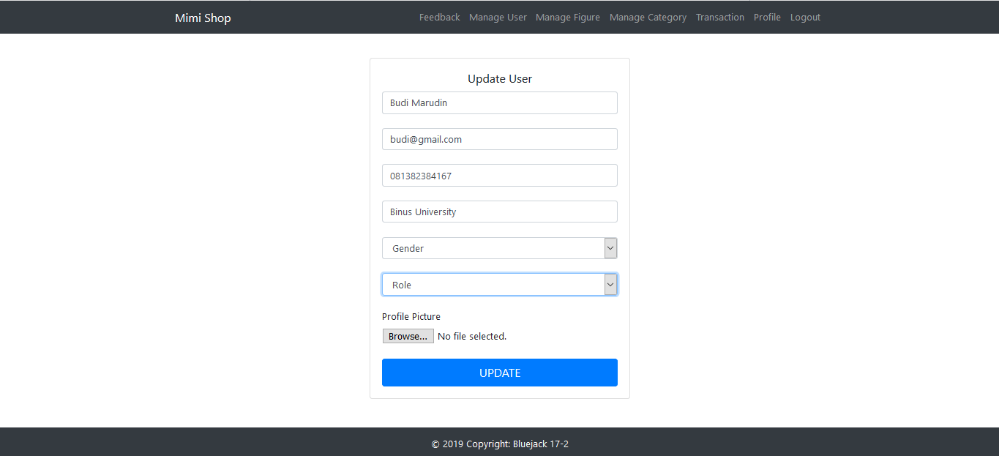 Mimi Shop Feedback Manage User Manage Figure Manage Category Transaction Profile Logout
Update User
Budi Marudin
budi@gmail.com
081382384167
Binus University
Gender
Role
Profile Picture
Browse... No file selected.
UPDATE
© 2019 Copyright: Bluejack 17-2